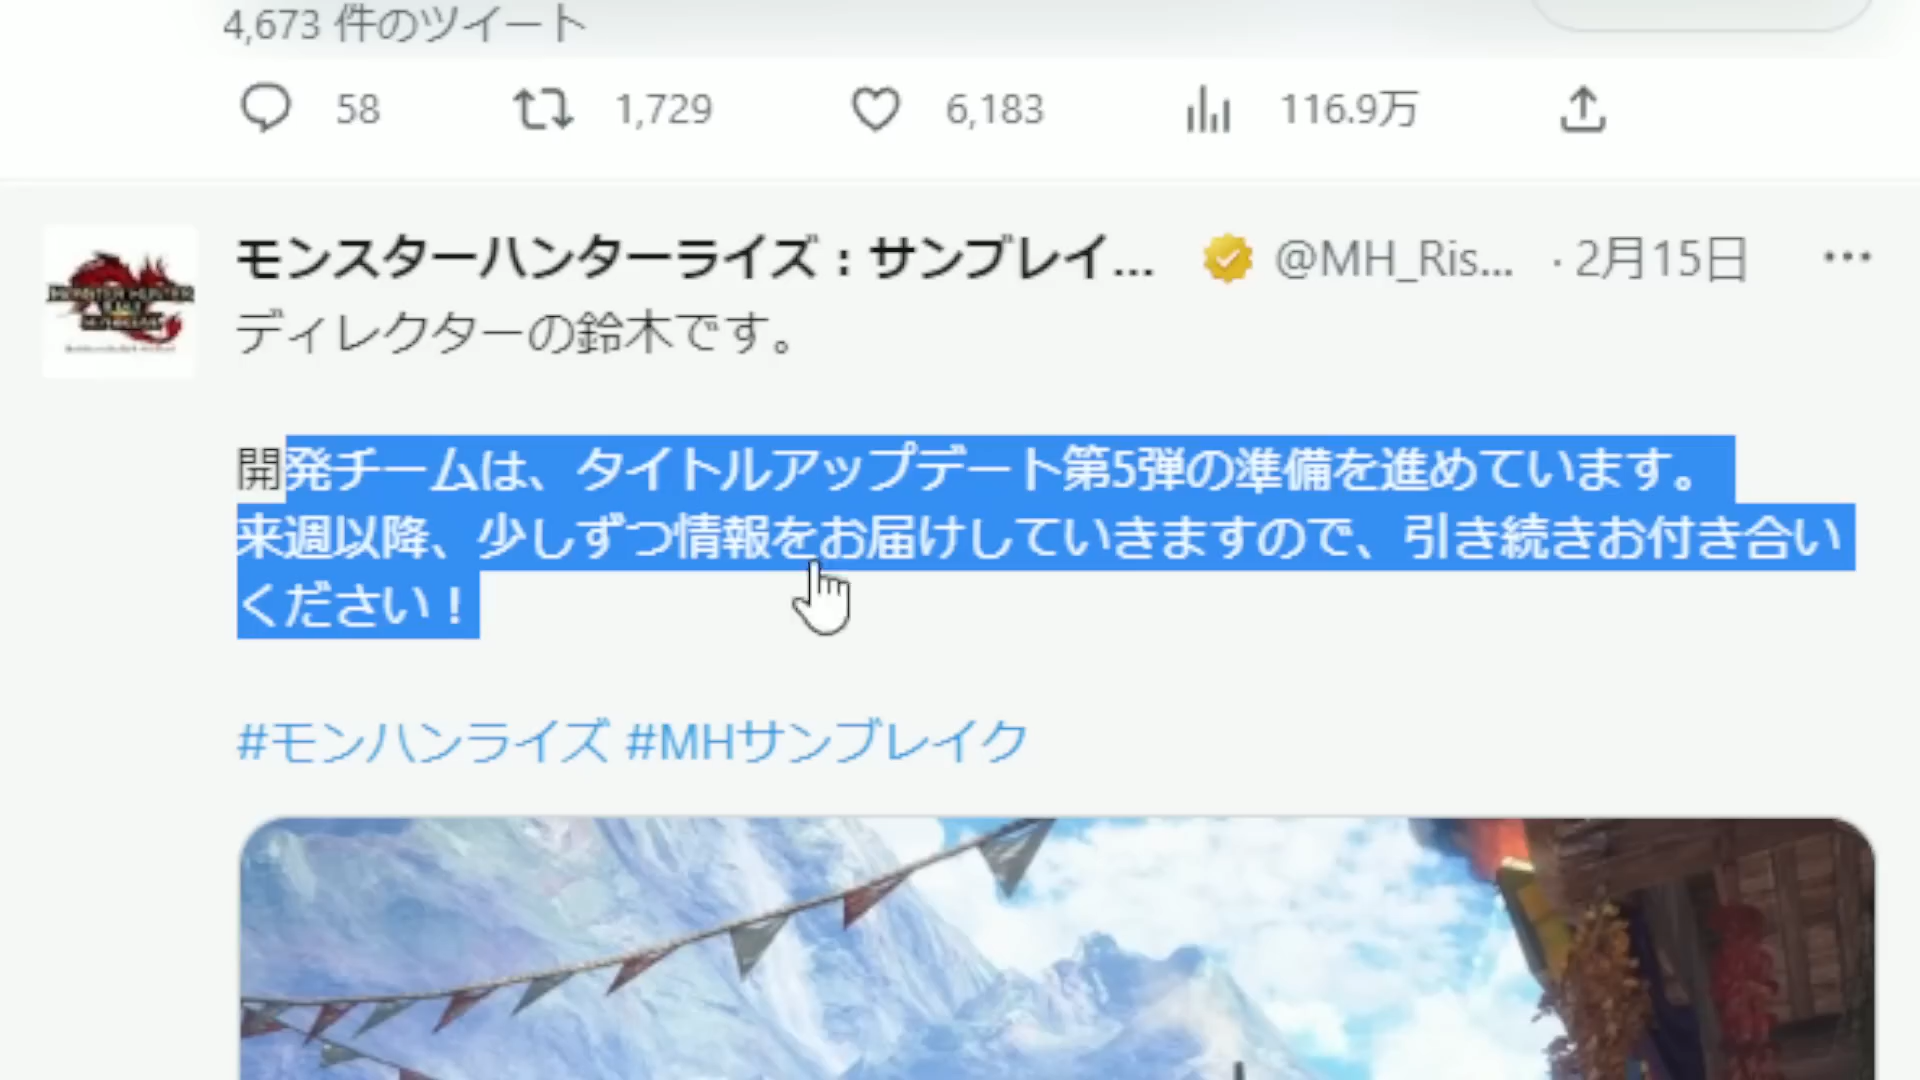 4,673 件のツイート
58 1,729 6,183 116.9万
モンスターハンターライズ：サンブレイ… @MH_Ris… · 2月15日
ディレクターの鈴木です。
開発チームは、タイトルアップデート第5弾の準備を進めています。
来週以降、少しずつ情報をお届けしていきますので、引き続きお付き合い
ください！
#モンハンライズ #MHサンブレイク